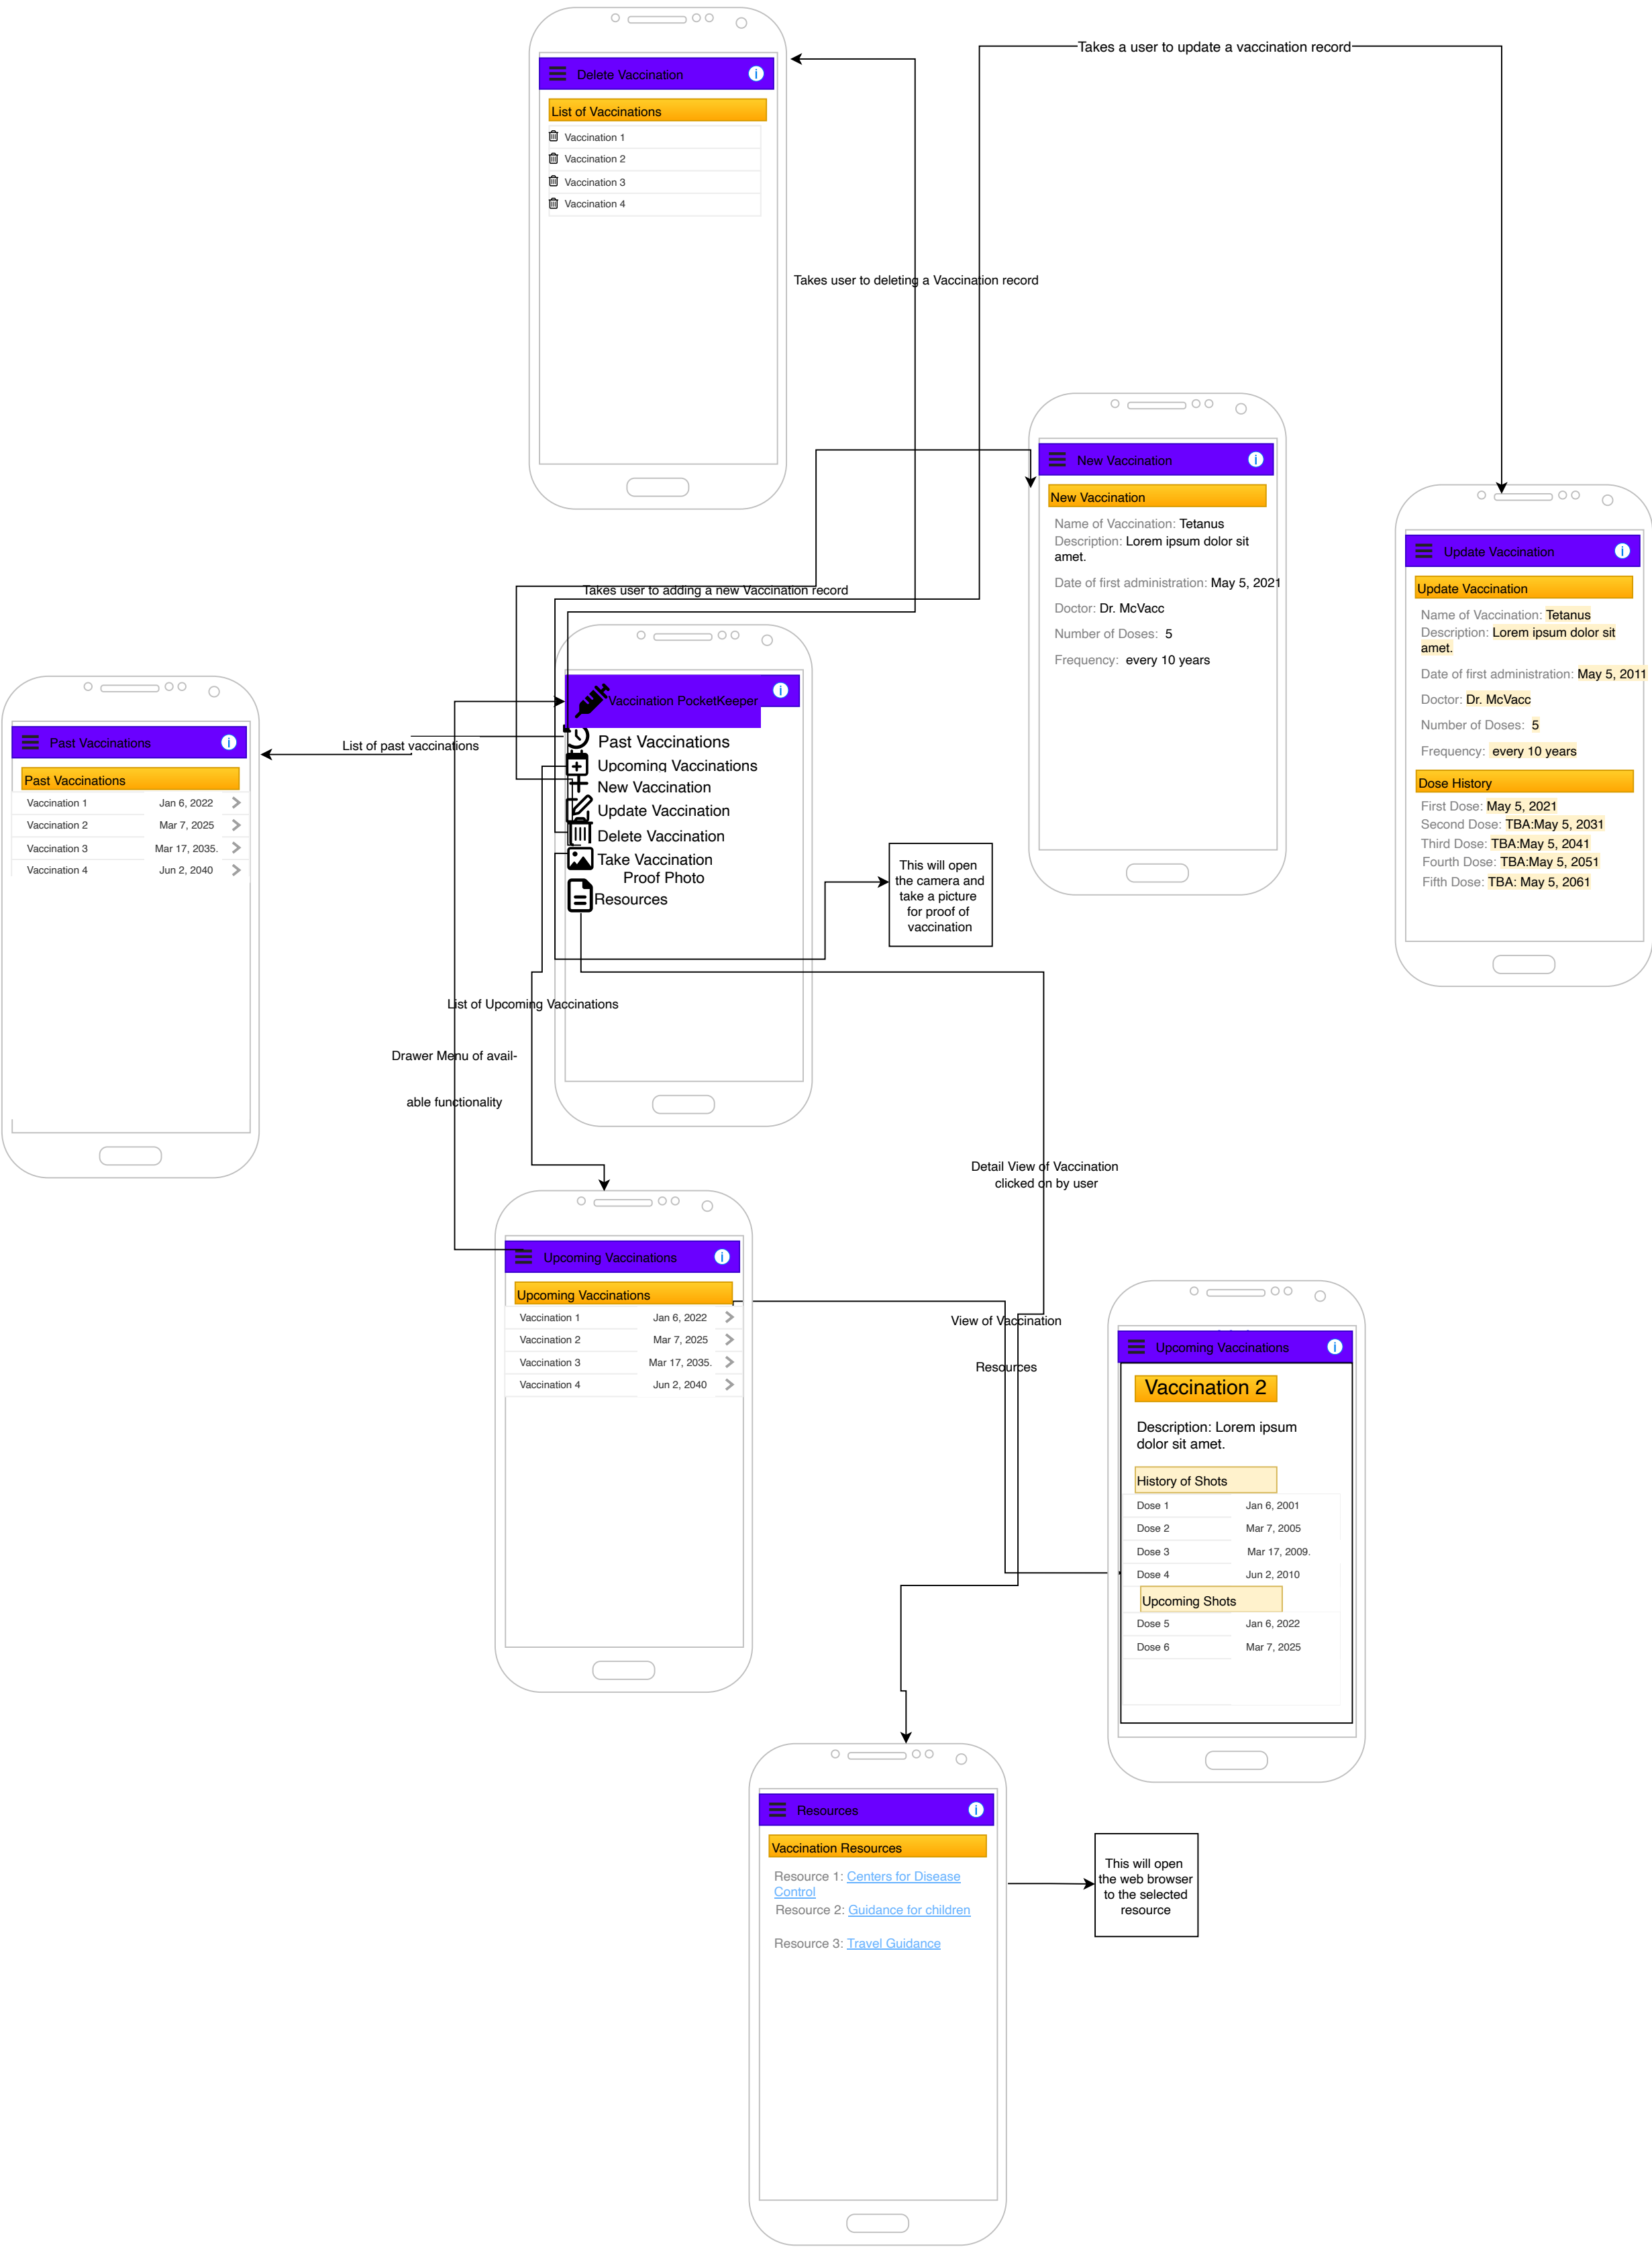 Delete Vaccination
List of Vaccinations
Vaccination 1
Vaccination 2
Vaccination 3
Vaccination 4
Takes a user to update a vaccination record
Takes user to deleting a Vaccination record
New Vaccination
New Vaccination
Name of Vaccination: Tetanus
Description: Lorem ipsum dolor sit
amet.
Date of first administration: May 5, 2021
Doctor: Dr. McVacc
Number of Doses: 5
Frequency: every 10 years
Update Vaccination
Update Vaccination
Name of Vaccination: Tetanus
Description: Lorem ipsum dolor sit
amet.
Date of first administration: May 5, 2011
Doctor: Dr. McVacc
Number of Doses: 5
Frequency: every 10 years
Dose History
First Dose: May 5, 2021
Second Dose: TBA:May 5, 2031
Third Dose: TBA:May 5, 2041
Fourth Dose: TBA:May 5, 2051
Fifth Dose: TBA: May 5, 2061
Takes user to adding a new Vaccination record
Vaccination PocketKeeper
Past Vaccinations
Upcoming Vaccinations
New Vaccination
Update Vaccination
Delete Vaccination
Take Vaccination
Proof Photo
Resources
Past Vaccinations
Past Vaccinations
Vaccination 1 Jan 6, 2022
Vaccination 2 Mar 7, 2025
Vaccination 3 Mar 17, 2035.
Vaccination 4 Jun 2, 2040
List of past vaccinations
This will open
the camera and
take a picture
for proof of
vaccination
List of Upcoming Vaccinations
Drawer Menu of avail-
able functionality
Detail View of Vaccination
clicked on by user
Upcoming Vaccinations
Upcoming Vaccinations
Vaccination 1 Jan 6, 2022
Vaccination 2 Mar 7, 2025
Vaccination 3 Mar 17, 2035.
Vaccination 4 Jun 2, 2040
View of Vaccination
Resources
Upcoming Vaccinations
Vaccination 2
Description: Lorem ipsum
dolor sit amet.
History of Shots
Dose 1 Jan 6, 2001
Dose 2 Mar 7, 2005
Dose 3 Mar 17, 2009.
Dose 4 Jun 2, 2010
Upcoming Shots
Dose 5 Jan 6, 2022
Dose 6 Mar 7, 2025
Resources
Vaccination Resources
Resource 1: Centers for Disease
Control
Resource 2: Guidance for children
Resource 3: Travel Guidance
This will open
the web browser
to the selected
resource